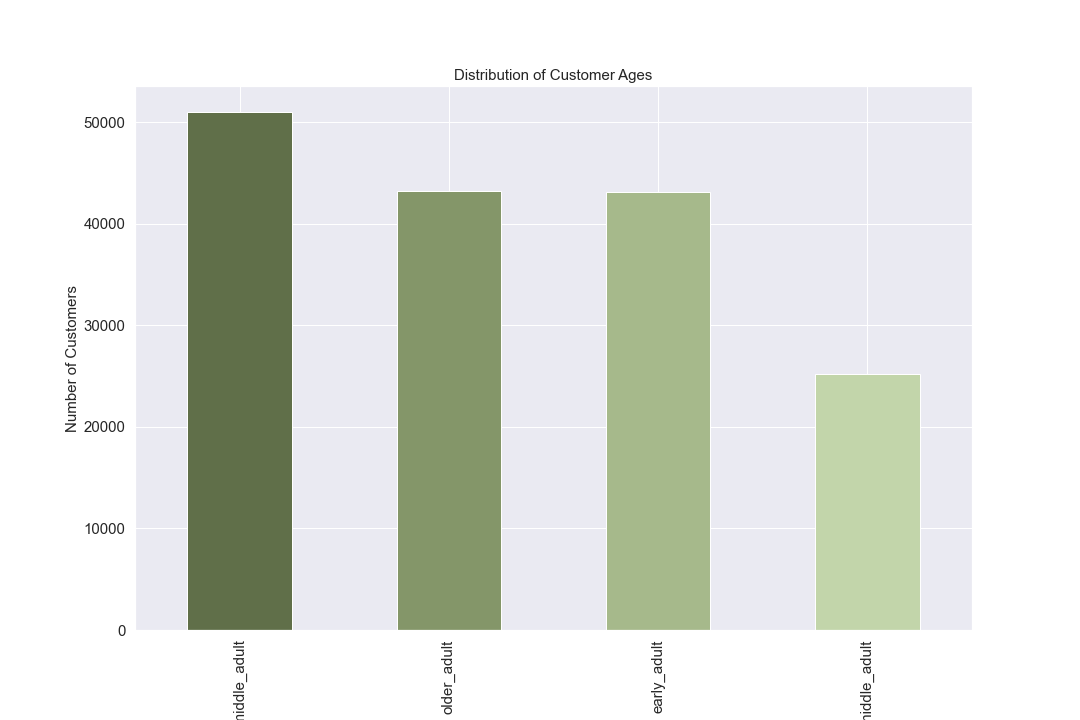 Distribution of Customer Ages
Number of Customers
50000
40000
30000
20000
10000
0
older_adult
early_adult